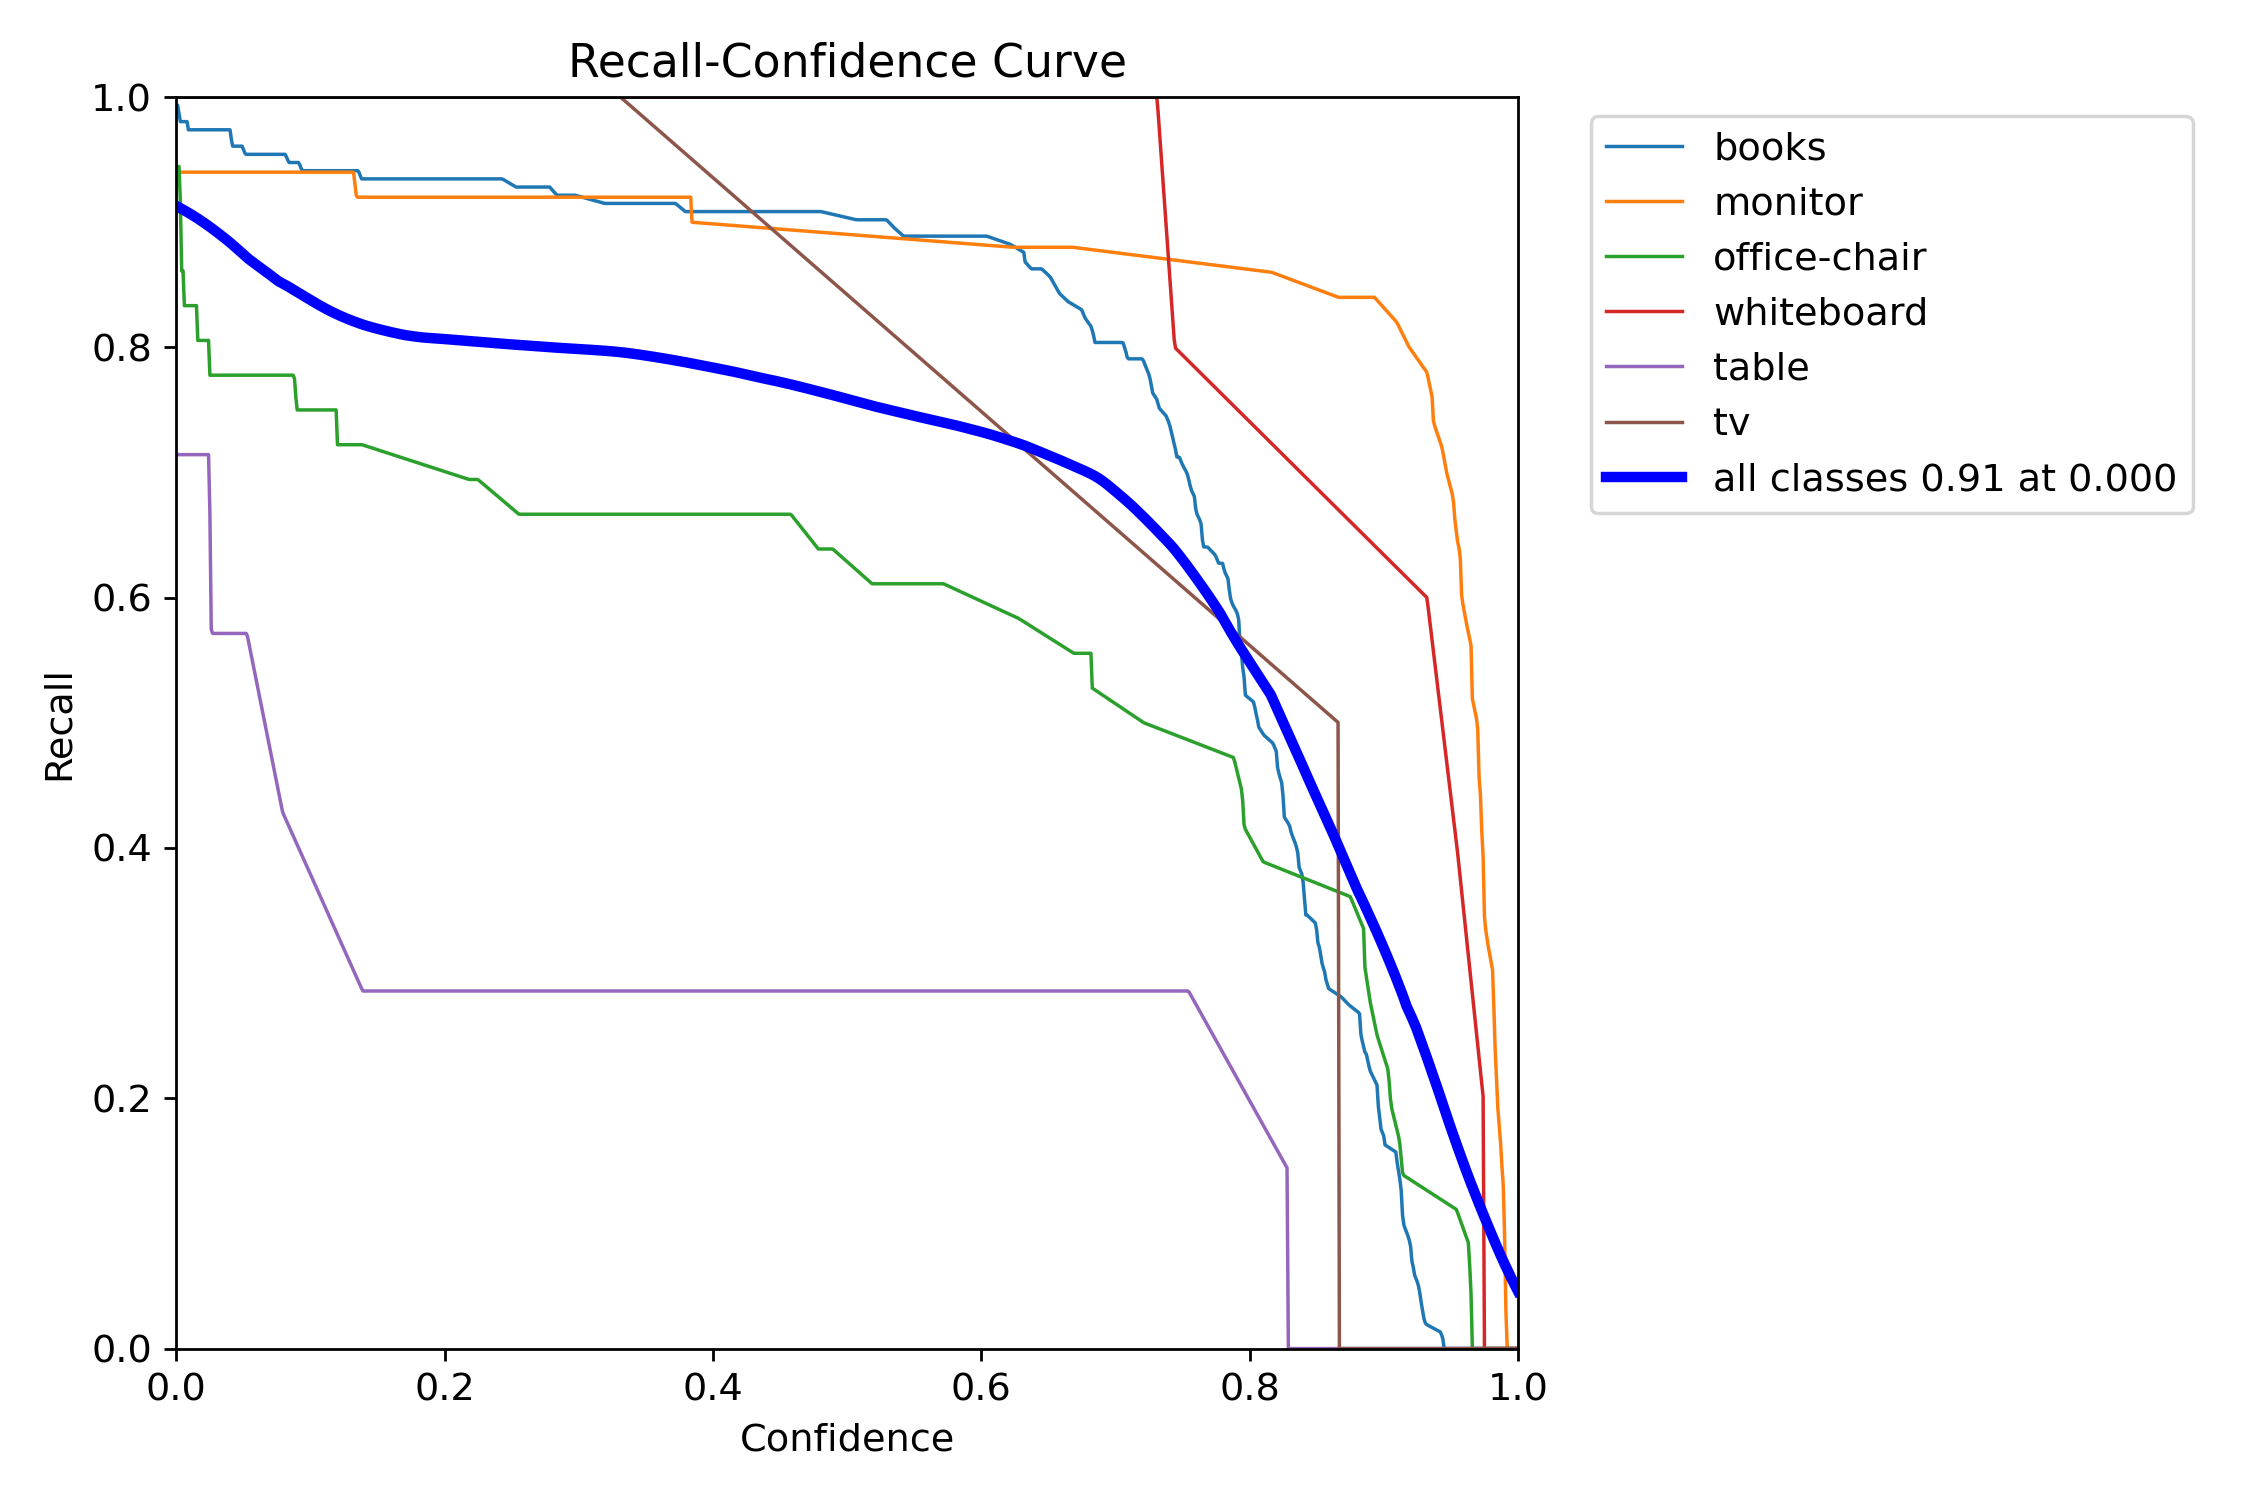 Recall-Confidence Curve
1.0
0.8
0.6
0.4
0.2
0.0
Recall
0.0 0.2 0.4 0.6 0.8 1.0
Confidence
books
monitor
office-chair
whiteboard
table
tv
all classes 0.91 at 0.000